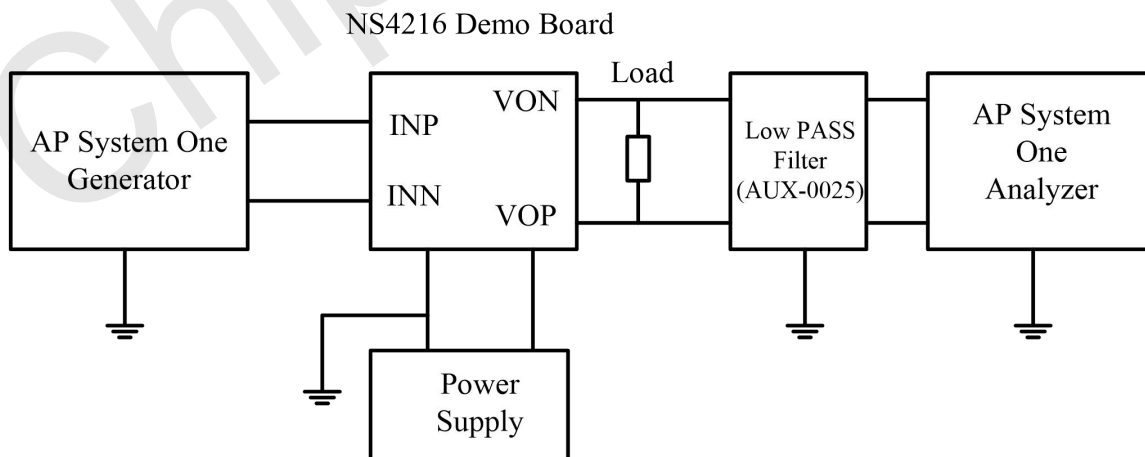 NS4216 Demo Board
Chip
AP System One
Generator
INP
INN
VON
VOP
Load
Low PASS
Filter
(AUX-0025)
AP System
One
Analyzer
Power
Supply